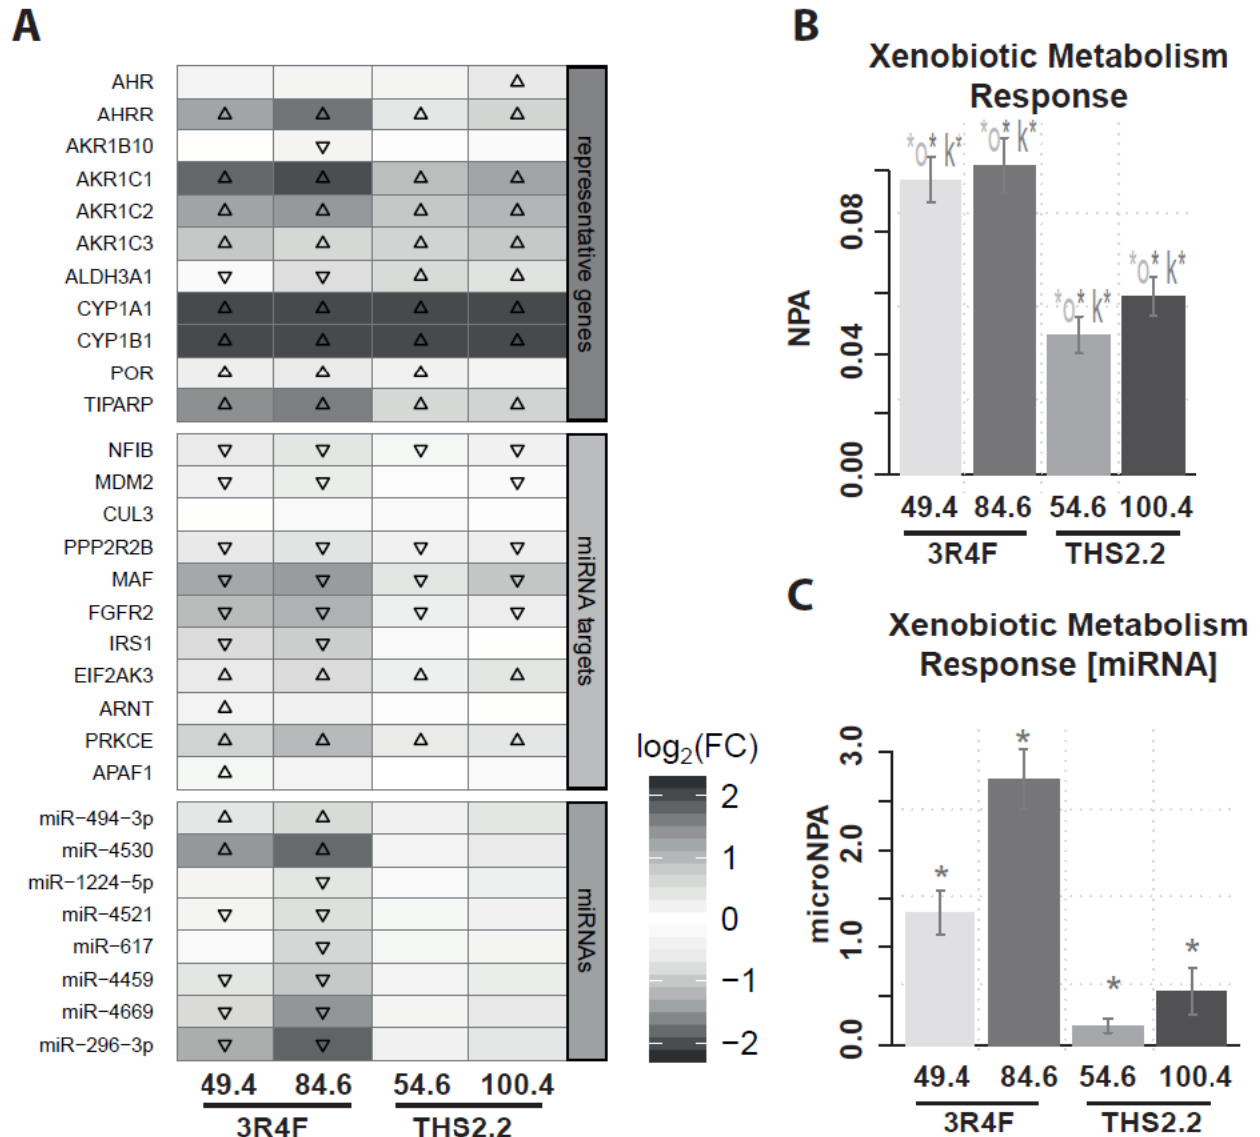 A
AHR
AHRR
AKR1B10
AKR1C1
AKR1C2
AKR1C3
ALDH3A1
CYP1A1
CYP1B1
POR
TIPARP
representative genes
NFIB
MDM2
CUL3
PPP2R2B
MAF
FGFR2
IRS1
EIF2AK3
ARNT
PRKCE
APAF1
miRNA targets
miR−494−3p
miR−4530
miR−1224−5p
miR−4521
miR−617
miR−4459
miR−4669
miR−296−3p
miRNAs
49.4 84.6 54.6 100.4
3R4F THS2.2
log2(FC)
2
1
0
−1
−2
B
Xenobiotic Metabolism
Response
*o* k* *o* k* *o* k* *o* k*
NPA
0.08
0.04
0.00
49.4 84.6 54.6 100.4
3R4F THS2.2
C
Xenobiotic Metabolism
Response [miRNA]
* * * *
microNPA
3.0
2.0
1.0
0.0
49.4 84.6 54.6 100.4
3R4F THS2.2